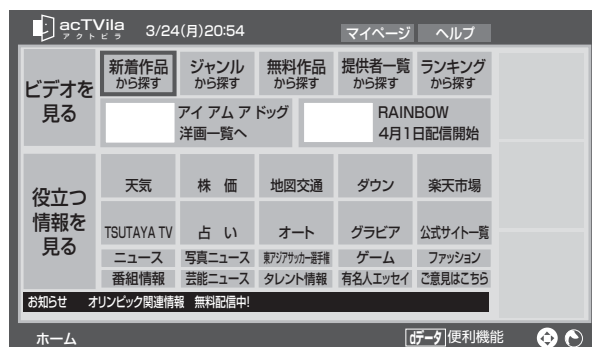 acTVila 3/24(月)20:54 マイページ ヘルプ
アクトビラ
ビデオを見る
新着作品から探す
ジャンルから探す
無料作品から探す
提供者一覧から探す
ランキングから探す
アイ アム ア ドッグ
洋画一覧へ
RAINBOW
4月1日配信開始
役立つ情報を見る
天気 株 価 地図交通 ダウン 楽天市場
TSUTAYA TV 占 い オート グラビア 公式サイト一覧
ニュース 写真ニュース 東アジアサッカー選手権 ゲーム ファッション
番組情報 芸能ニュース タレント情報 有名人エッセイ ご意見はこちら
お知らせ オリンピック関連情報 無料配信中!
ホーム dデータ 便利機能